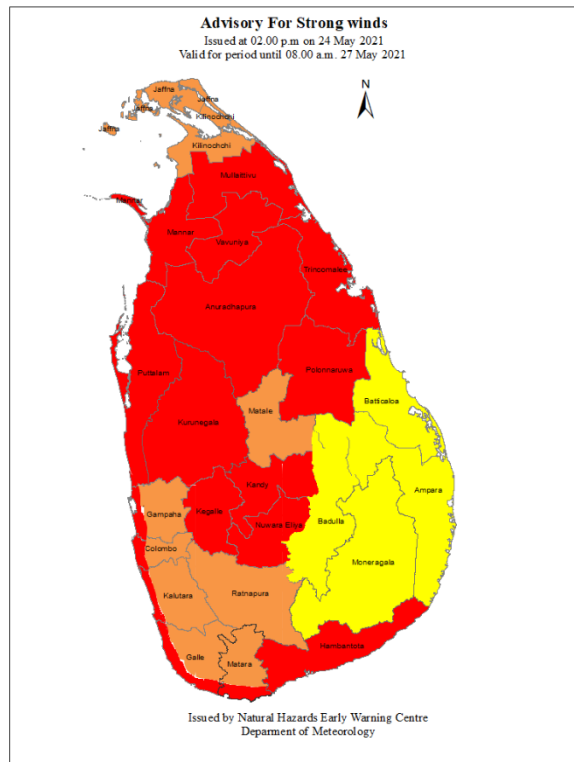 Advisory For Strong winds
Issued at 02.00 p.m on 24 May 2021
Valid for period until 08.00 a.m. 27 May 2021
N
Jaffna
Jaffna
Jaffna
Kilinochchi
Jaffna
Kilinochchi
Mullaittivu
Mannar
Mannar
Vavuniya
Trincomalee
Anuradhapura
Puttalam
Polonnaruwa
Batticaloa
Matale
Kurunegala
Kandy
Ampara
Gampaha
Kegalle
Nuwara Eliya
Badulla
Colombo
Moneragala
Kalutara
Ratnapura
Hambantota
Galle
Matara
Issued by Natural Hazards Early Warning Centre
Deparment of Meteorology